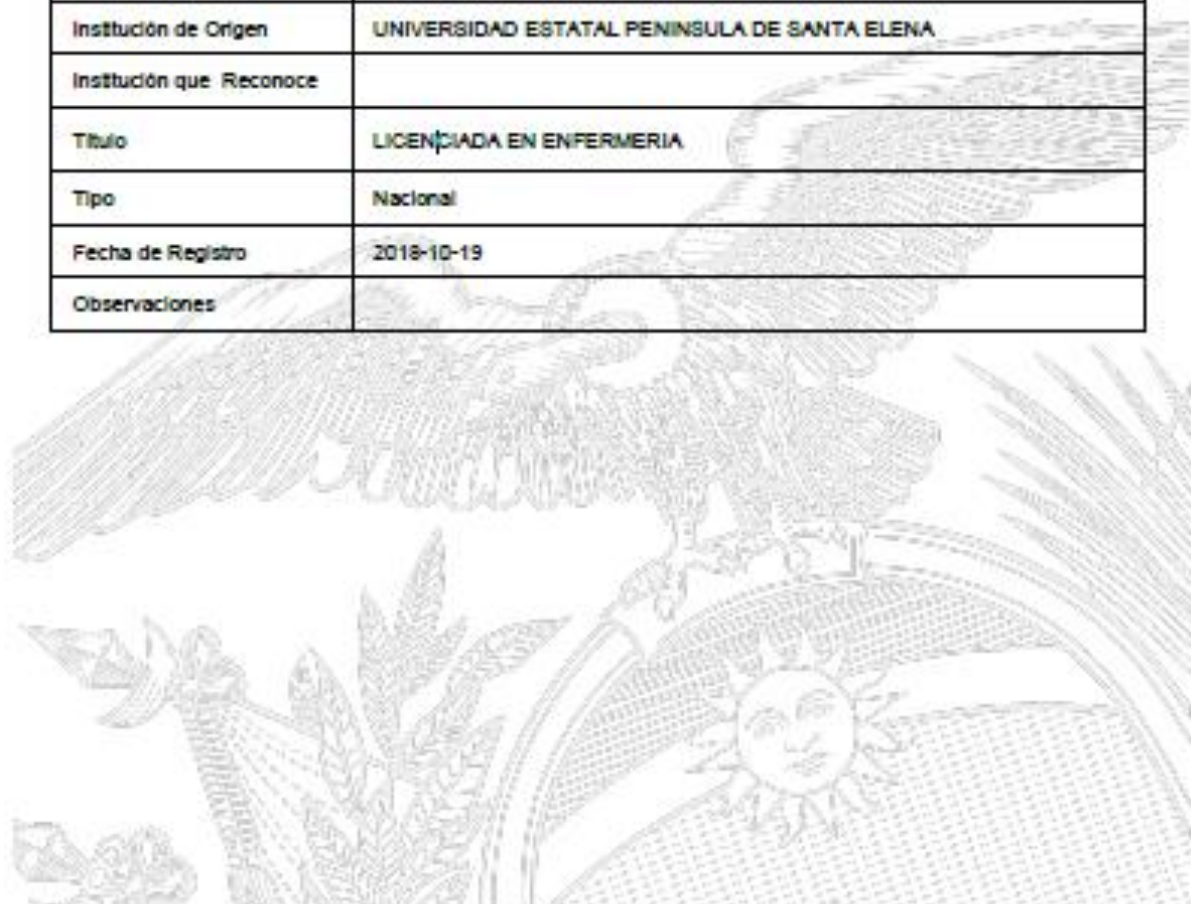 Institución de Origen UNIVERSIDAD ESTATAL PENINSULA DE SANTA ELENA
Institución que Reconoce
Título LICENCIADA EN ENFERMERIA
Tipo Nacional
Fecha de Registro 2018-10-19
Observaciones